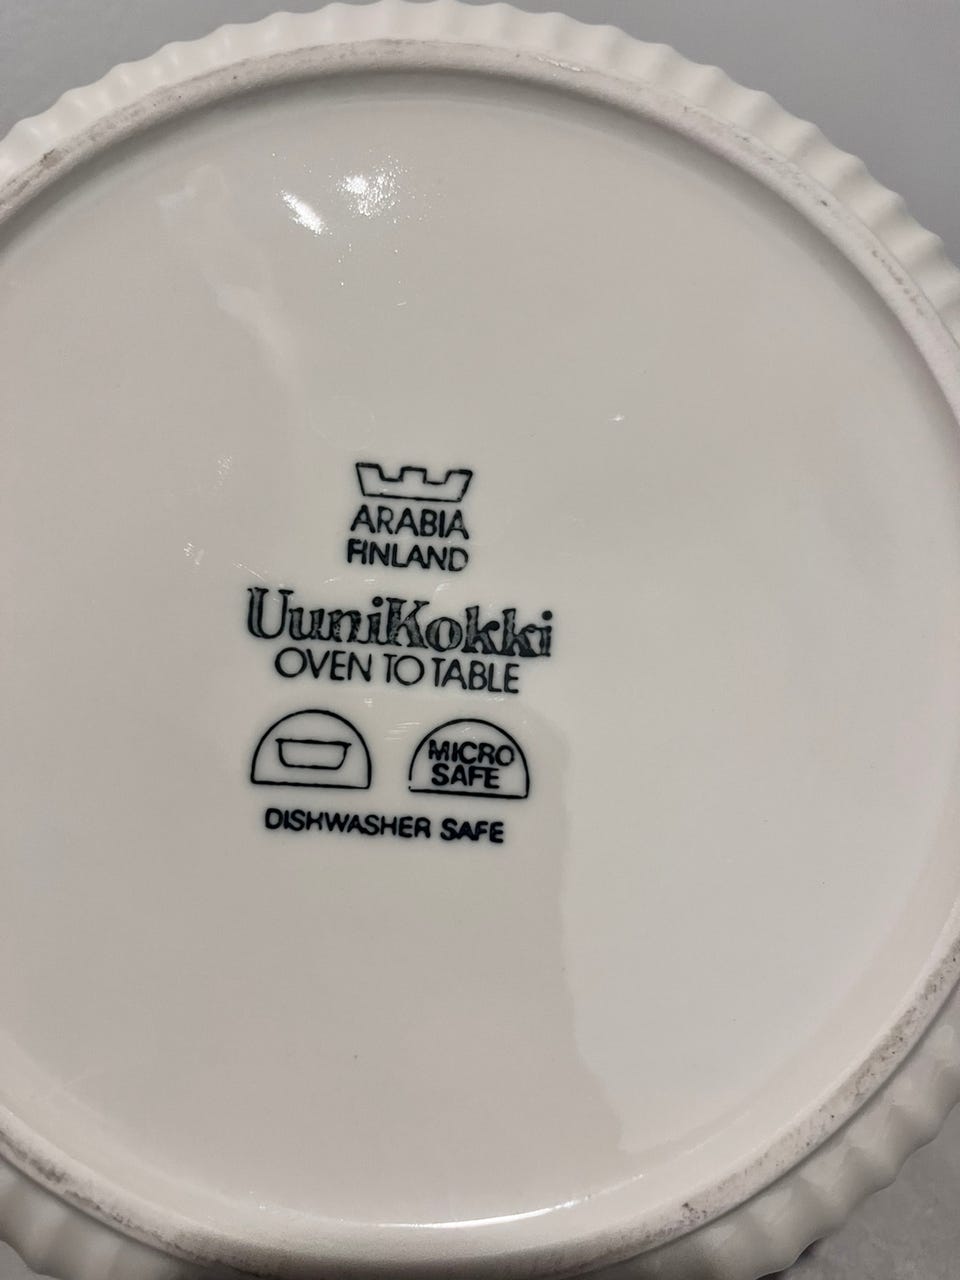 ARABIA
FINLAND
UuniKokki
OVEN TO TABLE
MICRO
SAFE
DISHWASHER SAFE